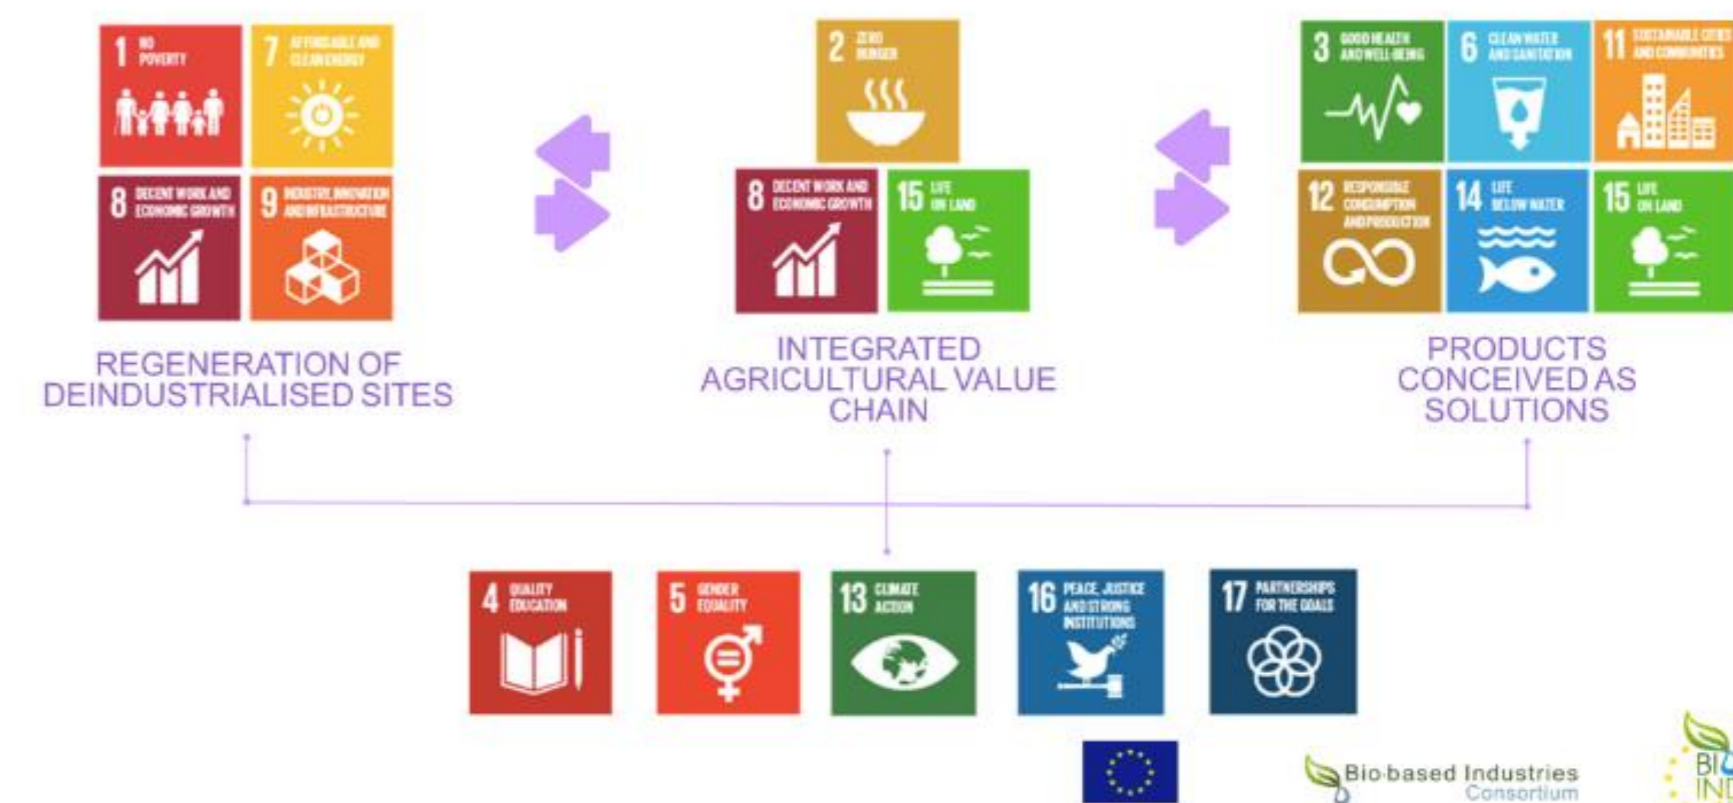 1 NO
POVERTY
7 AFFORDABLE AND
CLEAN ENERGY
8 DECENT WORK AND
ECONOMIC GROWTH
9 INDUSTRY, INNOVATION
AND INFRASTRUCTURE
REGENERATION OF
DEINDUSTRIALISED SITES
2 ZERO
HUNGER
8 DECENT WORK AND
ECONOMIC GROWTH
15 LIFE
ON LAND
INTEGRATED
AGRICULTURAL VALUE
CHAIN
3 GOOD HEALTH
AND WELL-BEING
6 CLEAN WATER
AND SANITATION
11 SUSTAINABLE CITIES
AND COMMUNITIES
12 RESPONSIBLE
CONSUMPTION
AND PRODUCTION
14 LIFE
BELOW WATER
15 LIFE
ON LAND
PRODUCTS
CONCEIVED AS
SOLUTIONS
4 QUALITY
EDUCATION
5 GENDER
EQUALITY
13 CLIMATE
ACTION
16 PEACE, JUSTICE
AND STRONG
INSTITUTIONS
17 PARTNERSHIPS
FOR THE GOALS
Bio-based Industries
Consortium